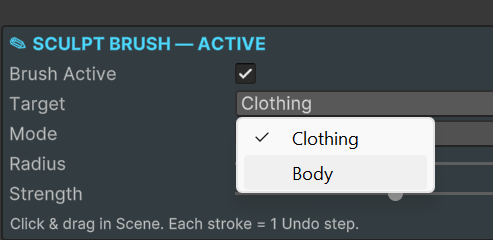 ✎ SCULPT BRUSH — ACTIVE
Brush Active
Target Clothing
Mode
Clothing
Radius
Body
Strength
Click & drag in Scene. Each stroke = 1 Undo step.